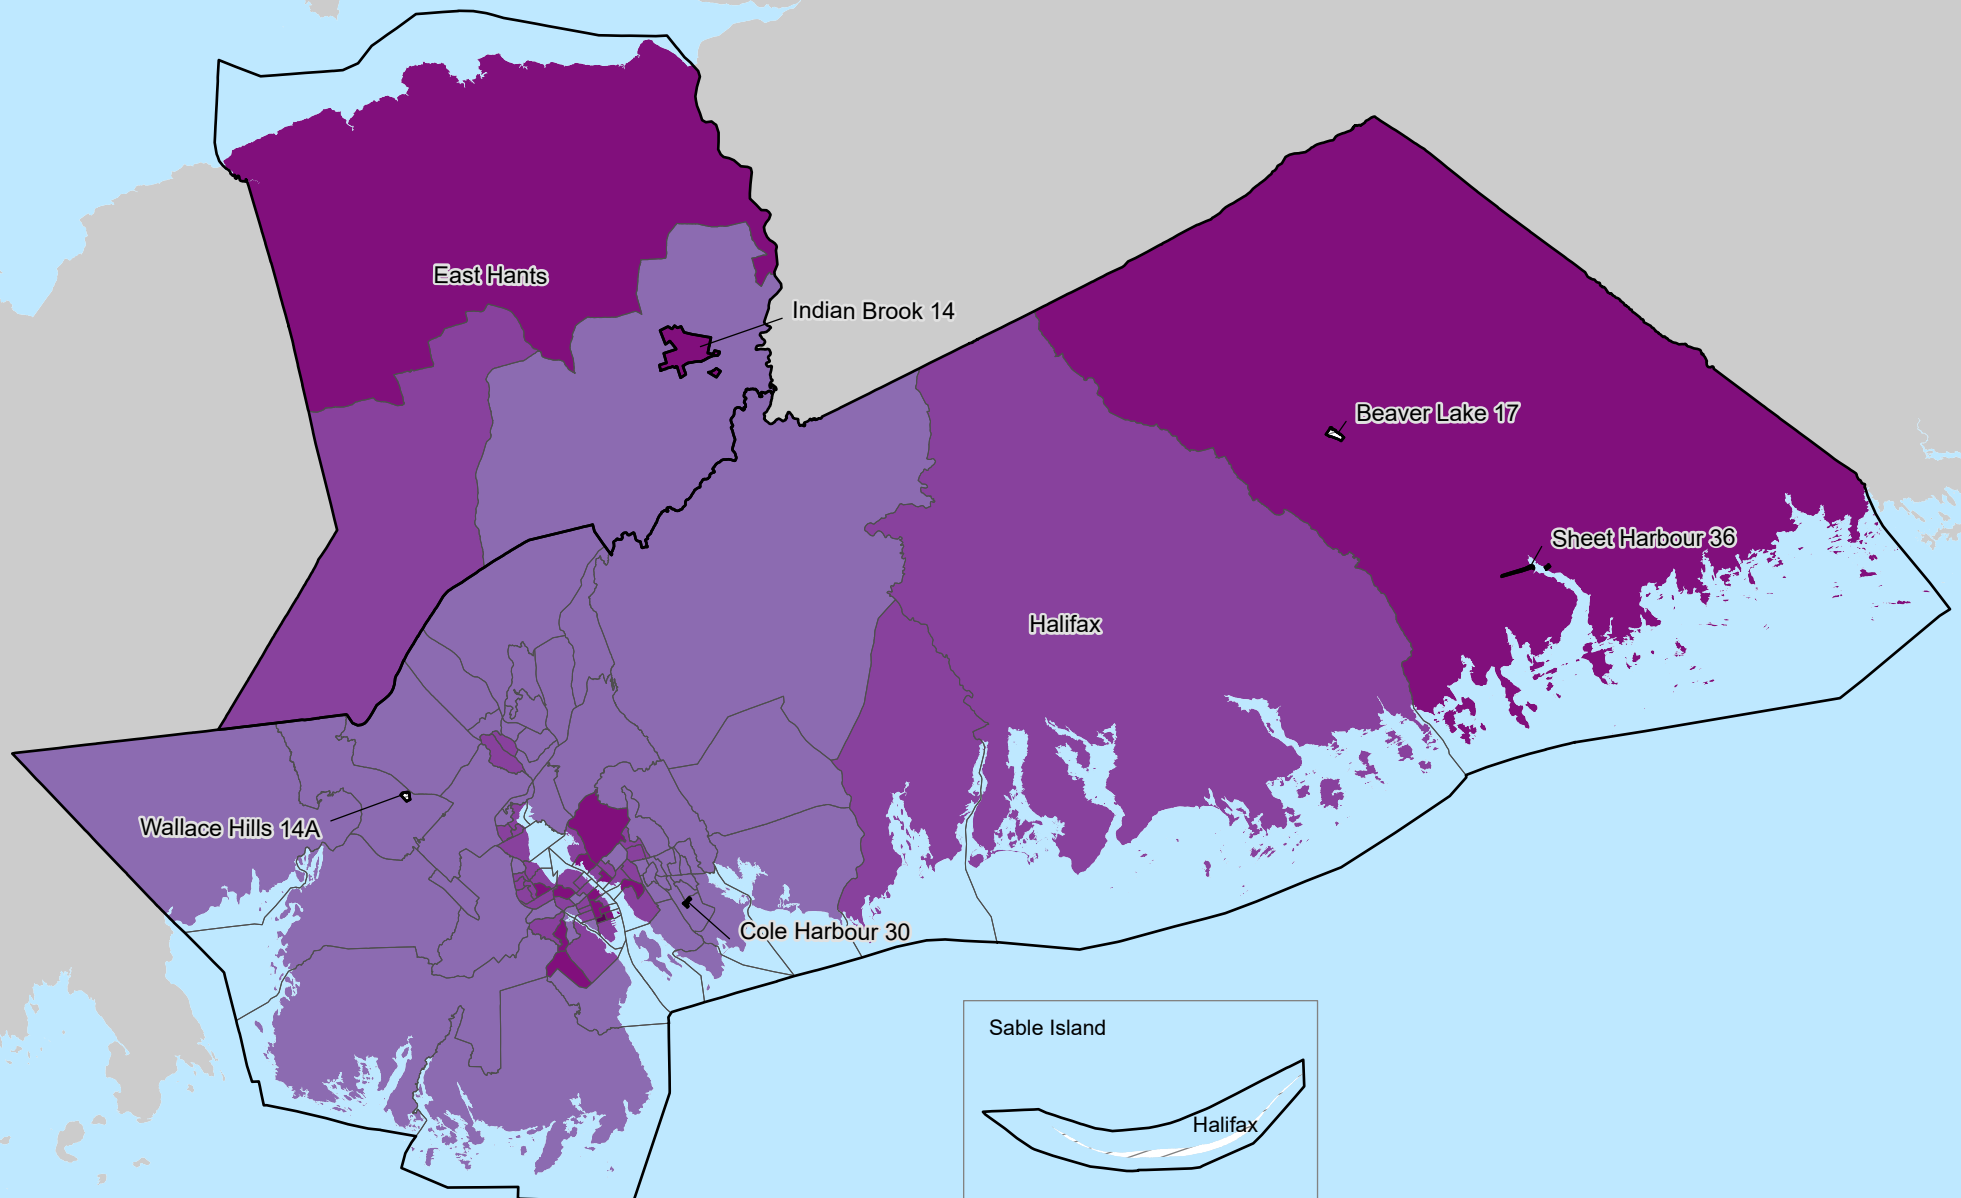 East Hants
Indian Brook 14
Beaver Lake 17
Sheet Harbour 36
Halifax
Wallace Hills 14A
Cole Harbour 30
Sable Island
Halifax